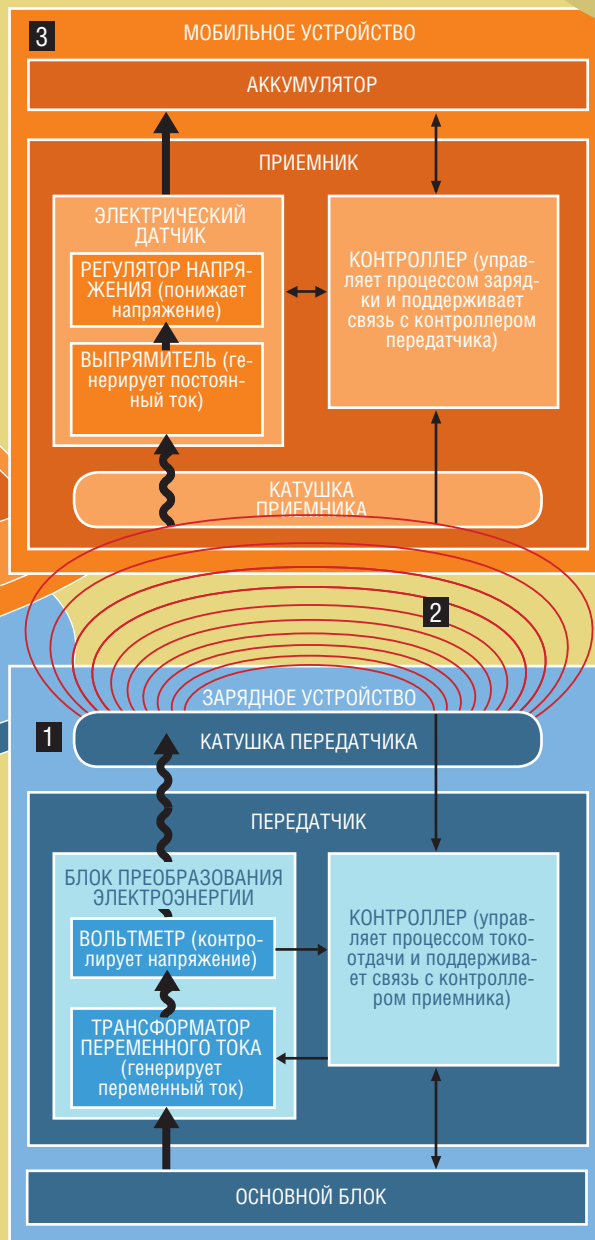 3
МОБИЛЬНОЕ УСТРОЙСТВО
АККУМУЛЯТОР
ПРИЕМНИК
ЭЛЕКТРИЧЕСКИЙ
ДАТЧИК
РЕГУЛЯТОР НАПРЯ-
ЖЕНИЯ (понижает
напряжение)
ВЫПРЯМИТЕЛЬ (ге-
нерирует постоян-
ный ток)
КОНТРОЛЛЕР (управ-
ляет процессом заряд-
ки и поддерживает
связь с контроллером
передатчика)
КАТУШКА
ПРИЕМНИКА
2
ЗАРЯДНОЕ УСТРОЙСТВО
1
КАТУШКА ПЕРЕДАТЧИКА
ПЕРЕДАТЧИК
БЛОК ПРЕОБРАЗОВАНИЯ
ЭЛЕКТРОЭНЕРГИИ
ВОЛЬТМЕТР (контро-
лирует напряжение)
ТРАНСФОРМАТОР
ПЕРЕМЕННОГО ТОКА
(генерирует
переменный ток)
КОНТРОЛЛЕР (управ-
ляет процессом токо-
отдачи и поддержива-
ет связь с контролле-
ром приемника)
ОСНОВНОЙ БЛОК